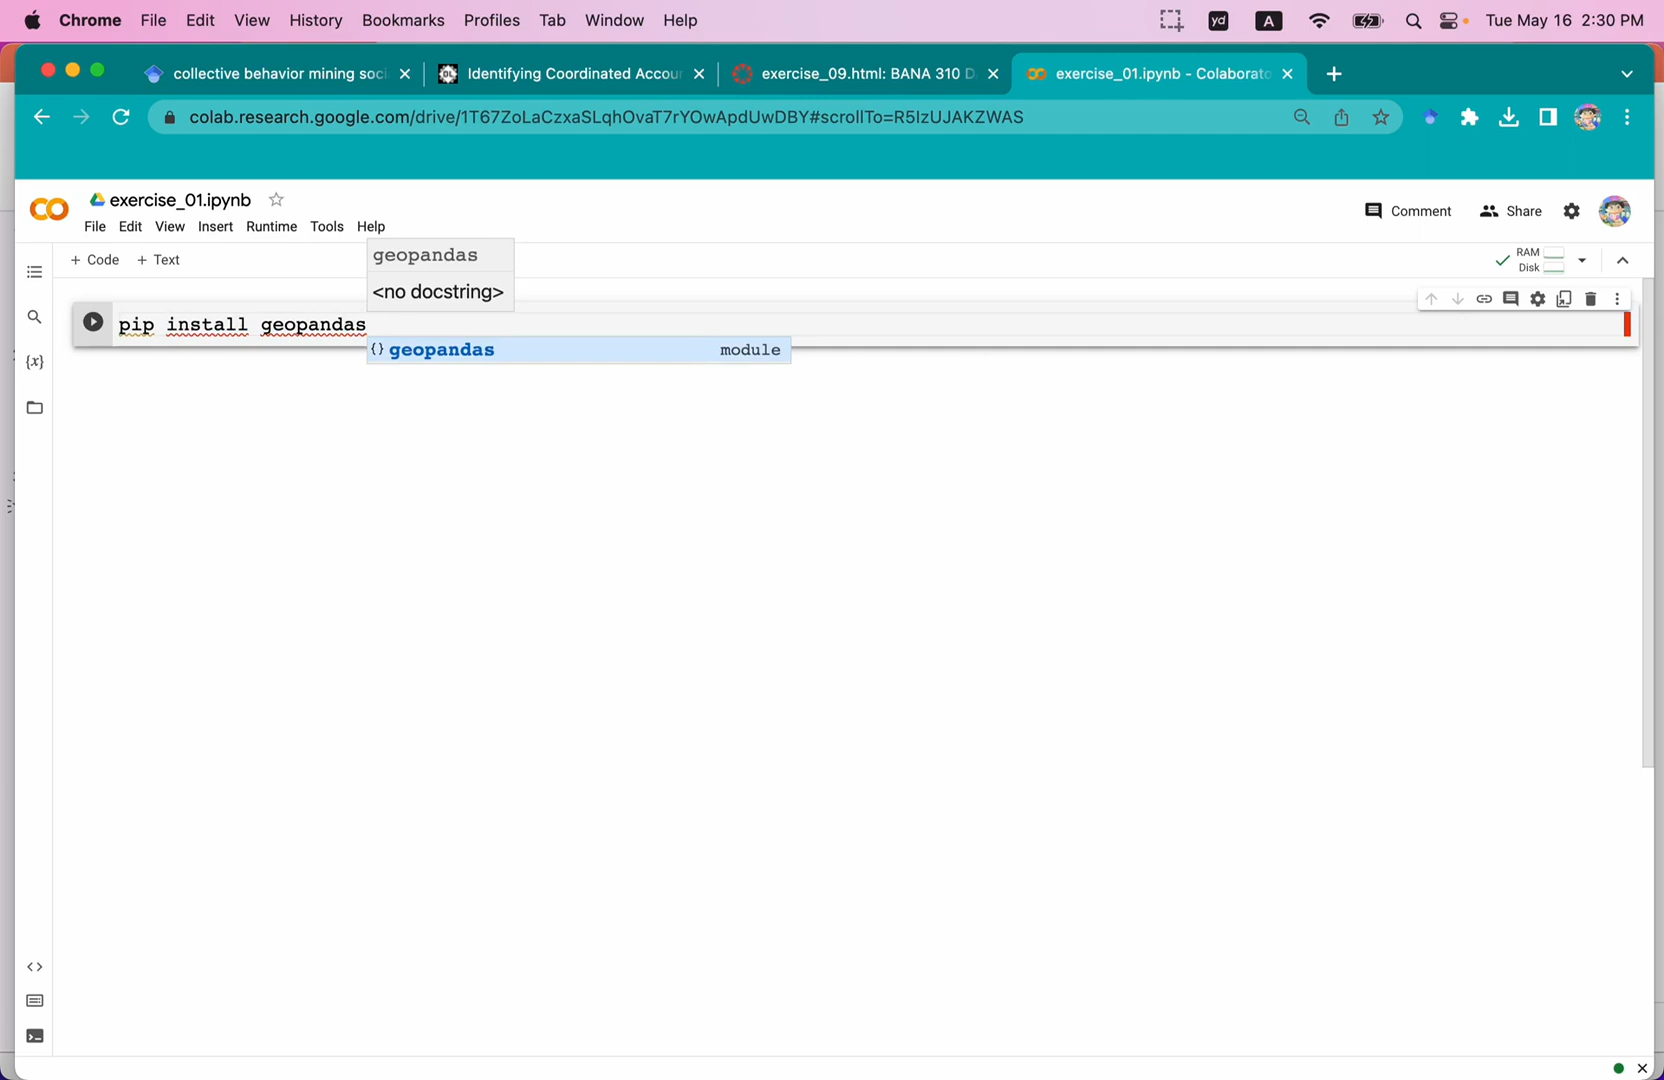 Chrome File Edit View History Bookmarks Profiles Tab Window Help yd A Tue May 16 2:30 PM
collective behavior mining soci OL Identifying Coordinated Accou exercise_09.html: BANA 310 D exercise_01.ipynb - Colaborato
colab.research.google.com/drive/1T67ZoLaCzxaSLqhOvaT7rYOwApdUwDBY#scrollTo=R5IzUJAKZWAS
exercise_01.ipynb
Comment Share
File Edit View Insert Runtime Tools Help
+ Code + Text
RAM
Disk
geopandas
<no docstring>
pip install geopandas
{} geopandas module
{x}